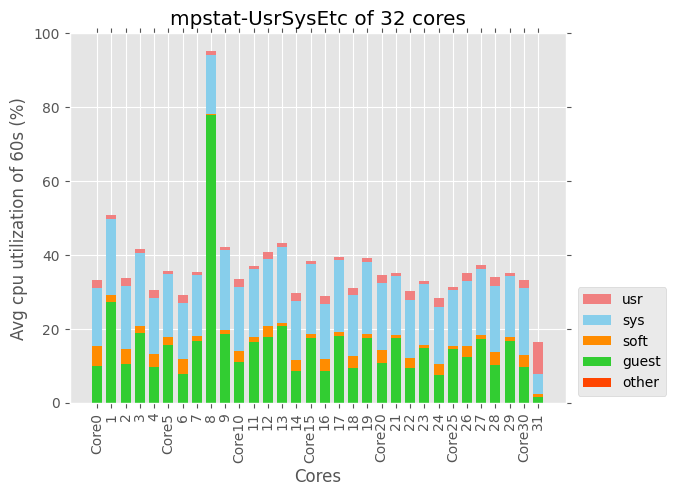 mpstat-UsrSysEtc of 32 cores
Avg cpu utilization of 60s (%)
100
80
60
40
20
0
usr
sys
soft
guest
other
Core0
1
2
3
4
Core5
6
7
8
9
Core10
11
12
13
14
Core15
16
17
18
19
Core20
21
22
23
24
Core25
26
27
28
29
Core30
31
Cores